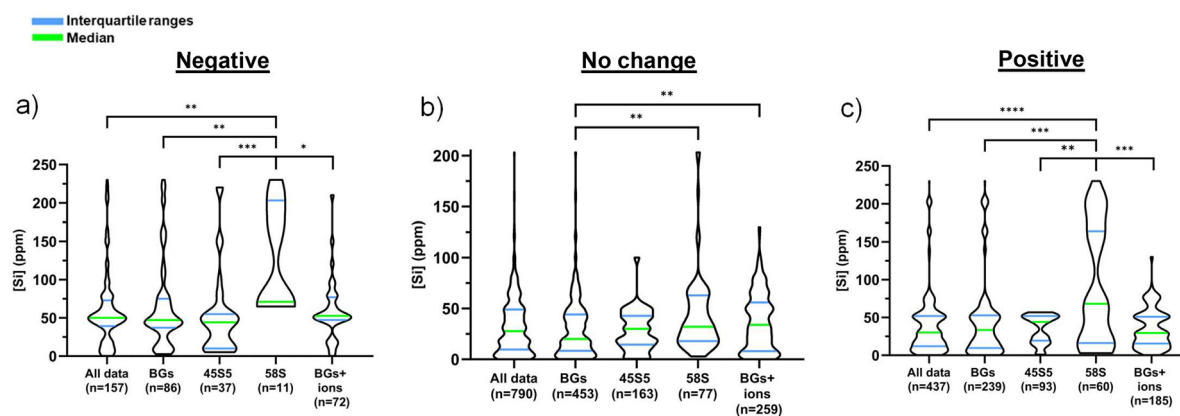 Interquartile ranges
Median
Negative
No change
Positive
a)
**
**
***
*
[Si] (ppm)
250
200
150
100
50
0
All data
(n=157)
BGs
(n=86)
45S5
(n=37)
58S
(n=11)
BGs+
ions
(n=72)
b)
**
**
[Si] (ppm)
200
150
100
50
0
All data
(n=790)
BGs
(n=453)
45S5
(n=163)
58S
(n=77)
BGs+
ions
(n=259)
c)
****
***
**
***
[Si] (ppm)
250
200
150
100
50
0
All data
(n=437)
BGs
(n=239)
45S5
(n=93)
58S
(n=60)
BGs+
ions
(n=185)